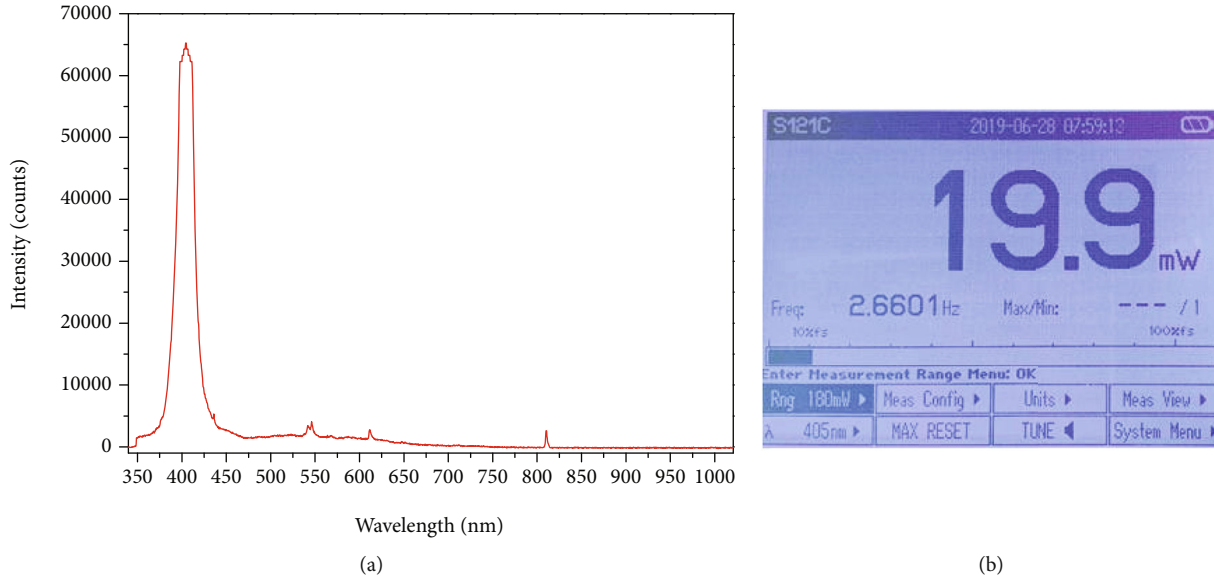 70000
60000
50000
40000
30000
20000
10000
0
Intensity (counts)
350 400 450 500 550 600 650 700 750 800 850 900 950 1000
Wavelength (nm)
(a)
S121C 2019-06-28 07:59:13
19.9 mW
Freq: 2.6601 Hz Max/Min: --- / 1
10%fs 100%fs
Enter Measurement Range Menu: OK
Rng 180mW Meas Config Units Meas View
λ 405nm MAX RESET TUNE System Menu
(b)